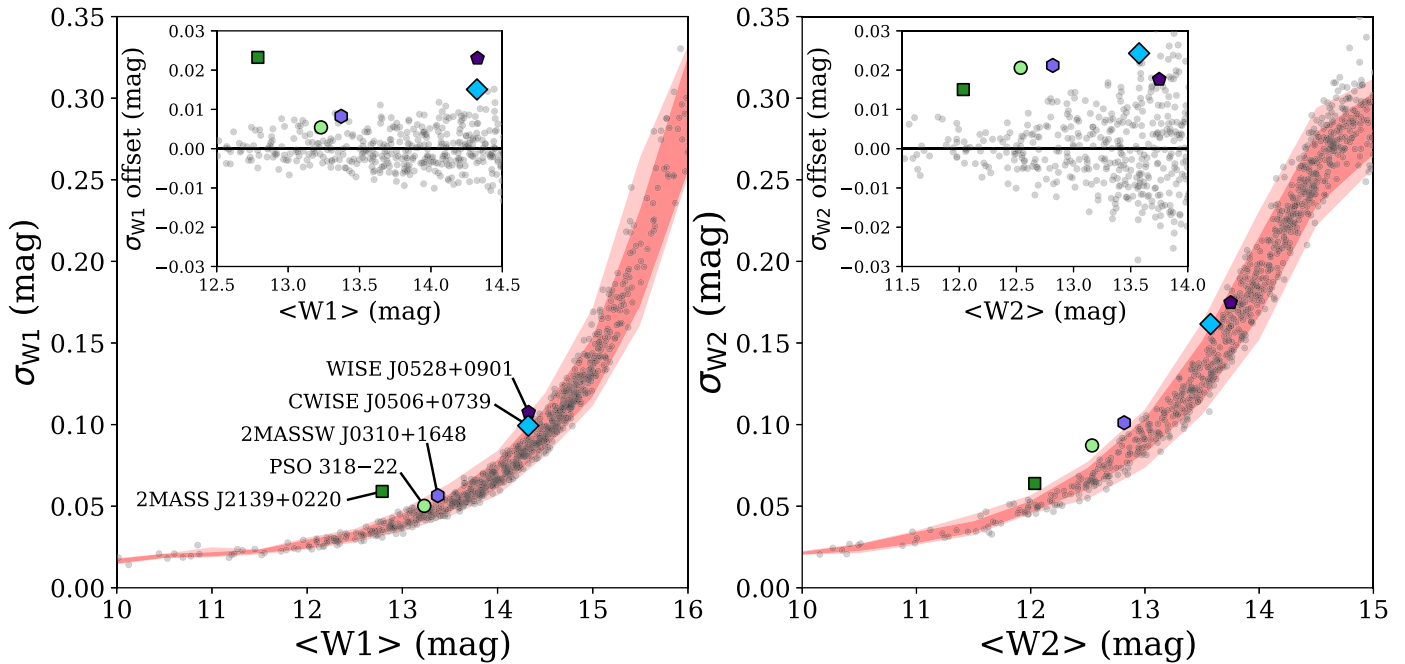 0.35
0.30
0.25
0.20
0.15
0.10
0.05
0.00
σW1 (mag)
10 11 12 13 14 15 16
<W1> (mag)
0.03
0.02
0.01
0.00
−0.01
−0.02
−0.03
σW1 offset (mag)
12.5 13.0 13.5 14.0 14.5
<W1> (mag)
WISE J0528+0901
CWISE J0506+0739
2MASSW J0310+1648
PSO 318−22
2MASS J2139+0220
0.35
0.30
0.25
0.20
0.15
0.10
0.05
0.00
σW2 (mag)
10 11 12 13 14 15
<W2> (mag)
0.03
0.02
0.01
0.00
−0.01
−0.02
−0.03
σW2 offset (mag)
11.5 12.0 12.5 13.0 13.5 14.0
<W2> (mag)